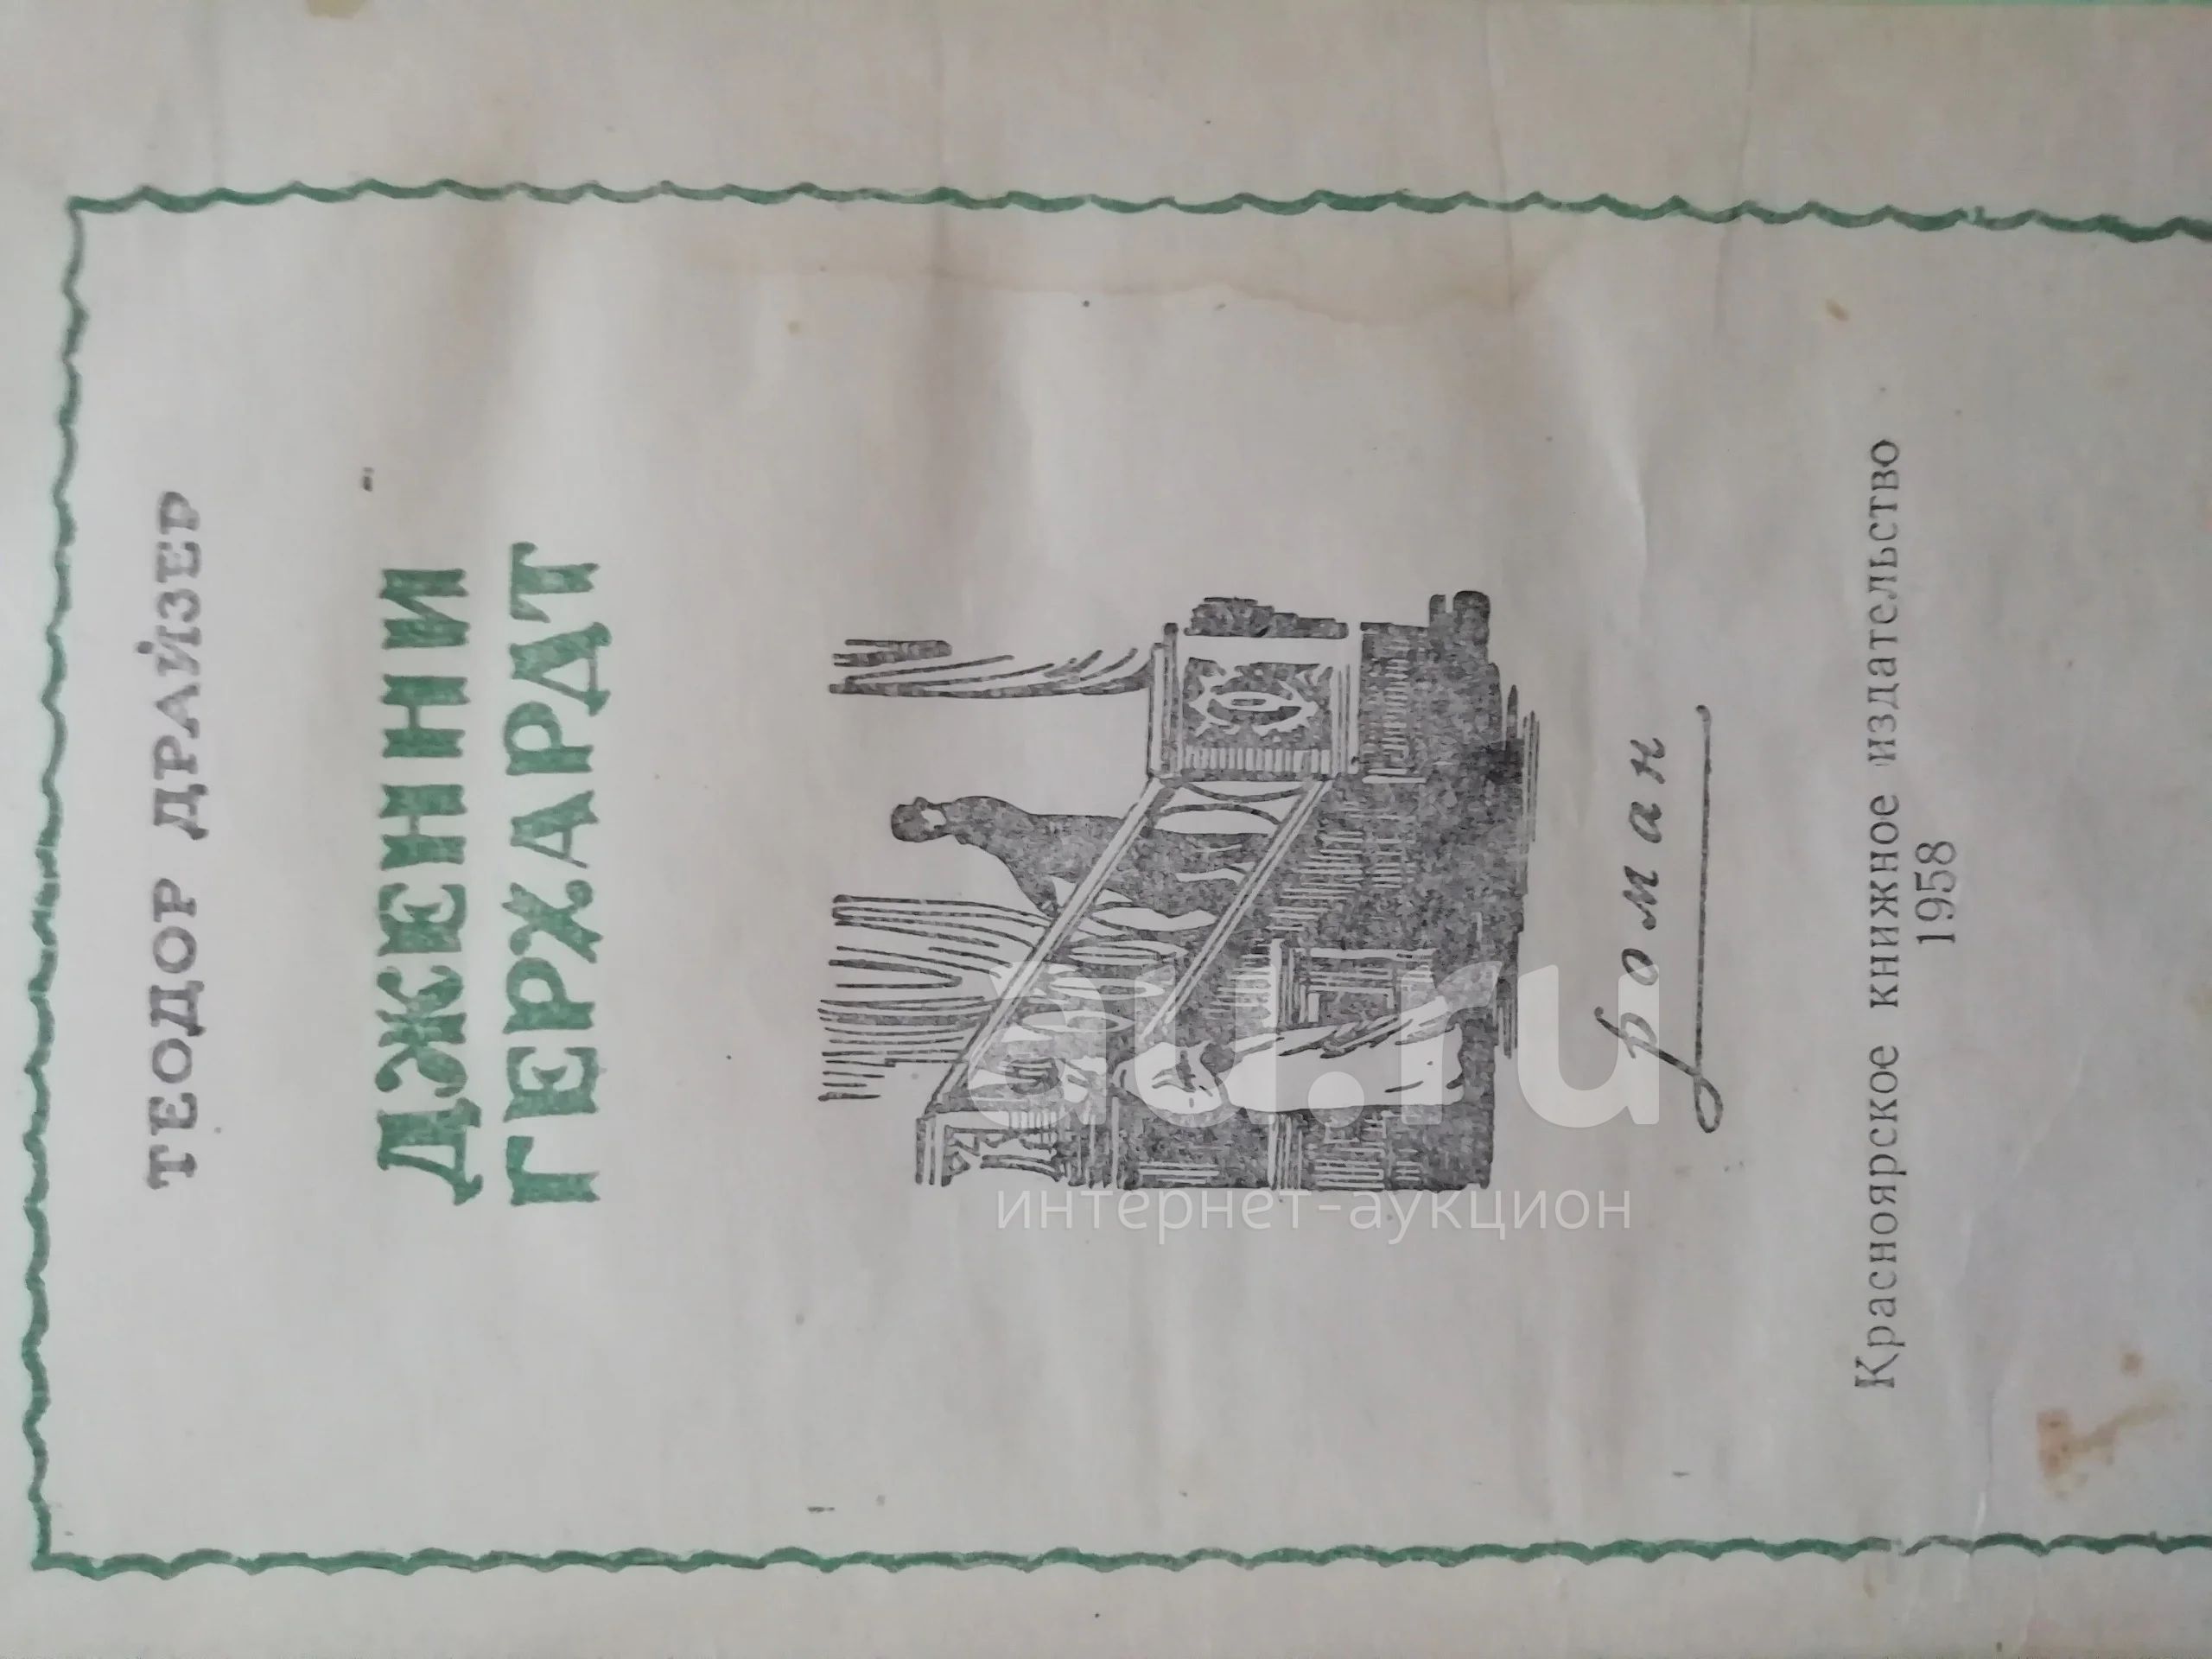 ТЕОДОР ДРАЙЗЕР
ДЖЕННИ
ГЕРХАРДТ
роман
Красноярское книжное издательство
1958
au.ru
интернет-аукцион